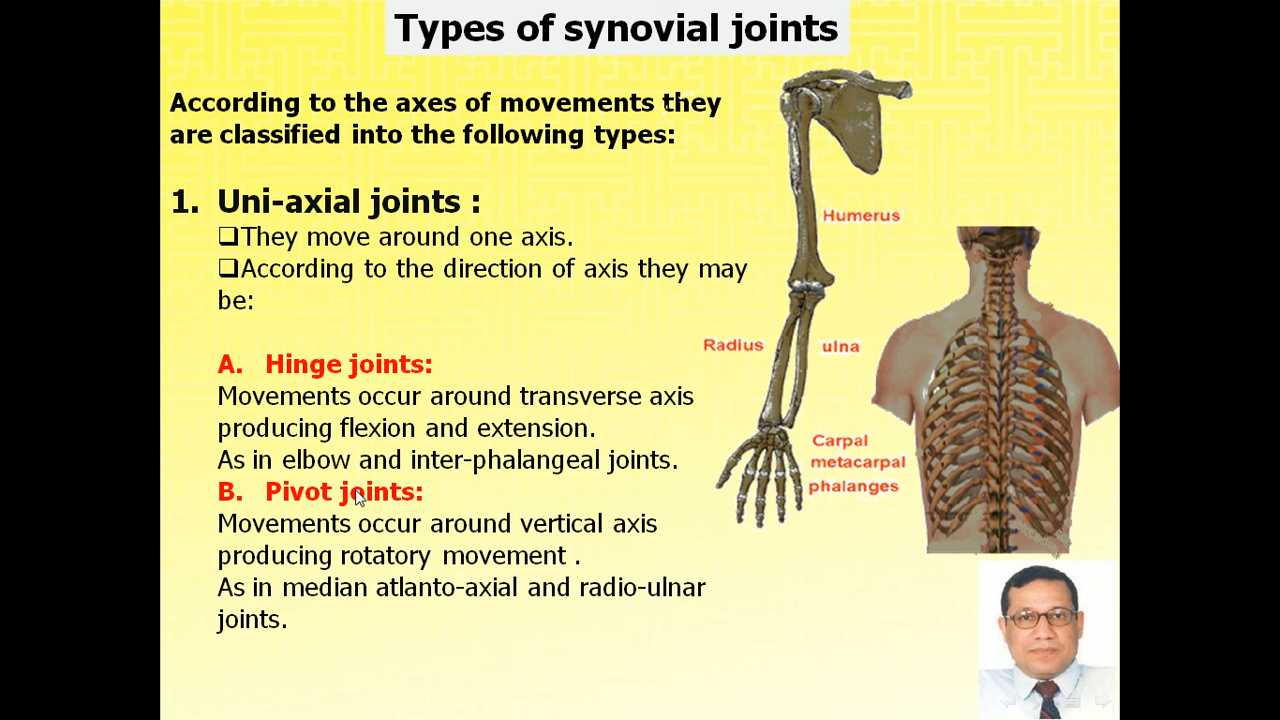 Types of synovial joints
According to the axes of movements they
are classified into the following types:
1. Uni-axial joints :
❑They move around one axis.
❑According to the direction of axis they may
be:
A. Hinge joints:
Movements occur around transverse axis
producing flexion and extension.
As in elbow and inter-phalangeal joints.
B. Pivot joints:
Movements occur around vertical axis
producing rotatory movement .
As in median atlanto-axial and radio-ulnar
joints.
Humerus
Radius
ulna
Carpal
metacarpal
phalanges